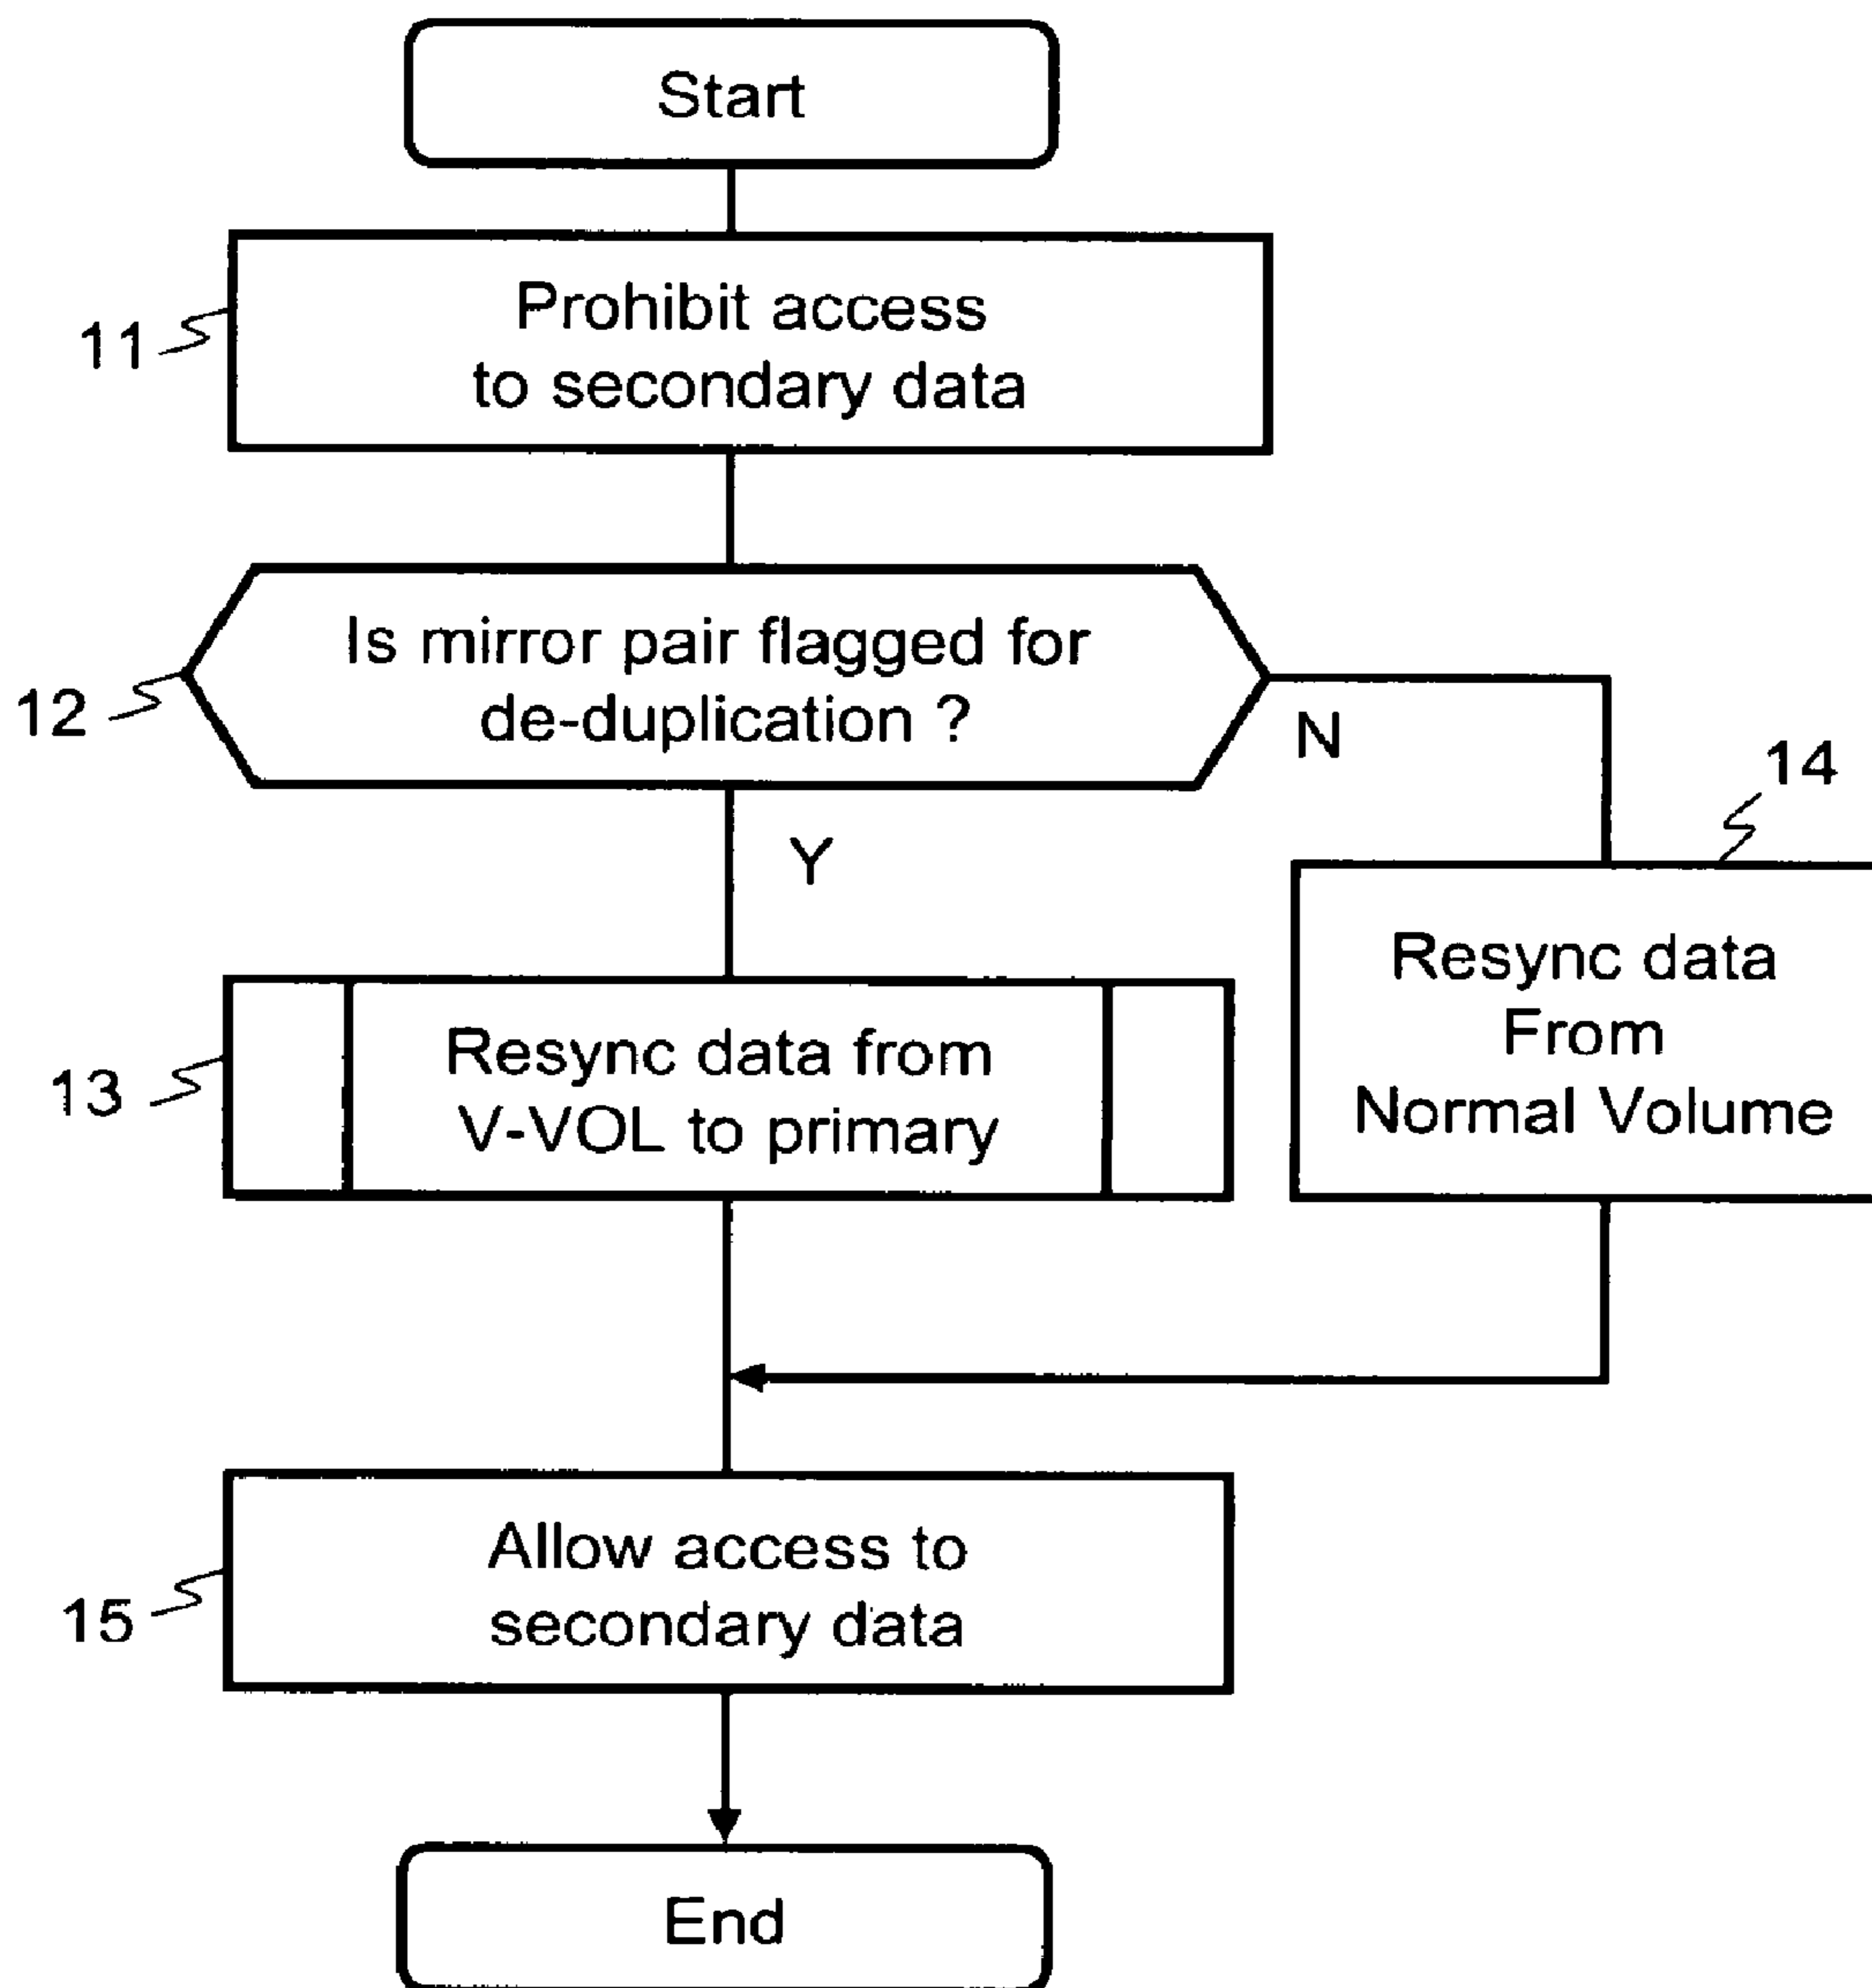 Start
11
Prohibit access
to secondary data
12
Is mirror pair flagged for
de-duplication ?
N
Y
14
Resync data
From
Normal Volume
13
Resync data from
V-VOL to primary
15
Allow access to
secondary data
End